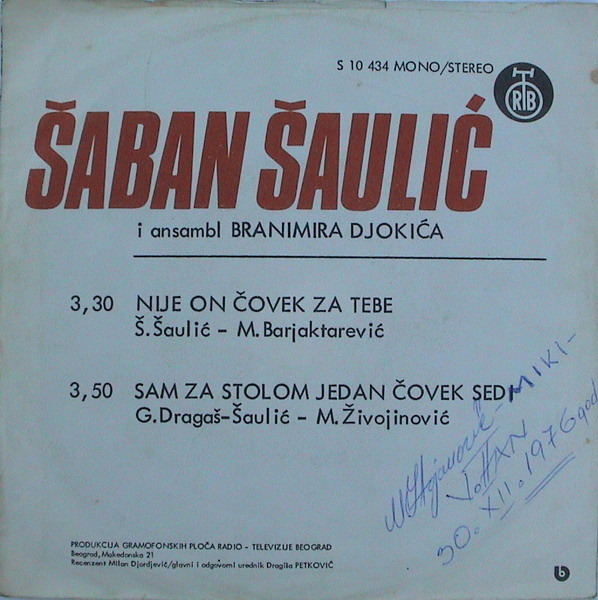 S 10 434 MONO/STEREO
RTB
ŠABAN ŠAULIĆ
i ansambl BRANIMIRA DJOKIĆA
3,30 NIJE ON ČOVEK ZA TEBE
Š.Šaulić – M.Barjaktarević
3,50 SAM ZA STOLOM JEDAN ČOVEK SEDI
G.Dragaš–Šaulić – M.Živojinović
MIKI–
30.XII.1976god
PRODUKCIJA GRAMOFONSKIH PLOČA RADIO – TELEVIZIJE BEOGRAD
Beograd, Makedonska 21
Recenzent Milan Djordjević/glavni i odgovorni urednik Dragiša PETKOVIĆ
b